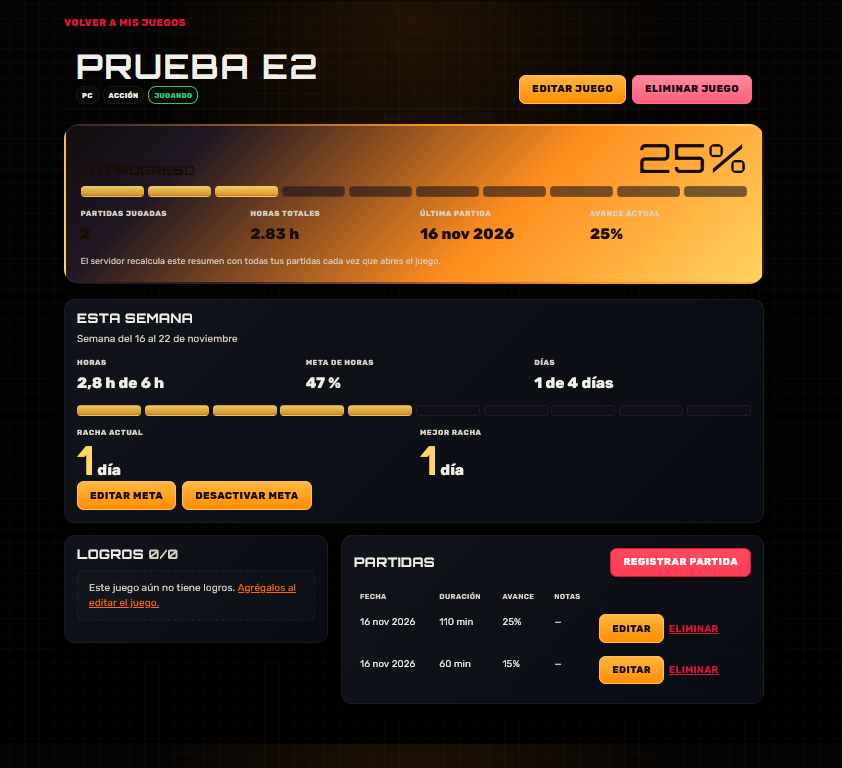 VOLVER A MIS JUEGOS
PRUEBA E2
PC ACCIÓN JUGANDO
EDITAR JUEGO ELIMINAR JUEGO
TU PROGRESO
25%
PARTIDAS JUGADAS HORAS TOTALES ÚLTIMA PARTIDA AVANCE ACTUAL
2 2.83 h 16 nov 2026 25%
El servidor recalcula este resumen con todas tus partidas cada vez que abres el juego.
ESTA SEMANA
Semana del 16 al 22 de noviembre
HORAS META DE HORAS DÍAS
2,8 h de 6 h 47 % 1 de 4 días
RACHA ACTUAL MEJOR RACHA
1 día 1 día
EDITAR META DESACTIVAR META
LOGROS 0/0
Este juego aún no tiene logros. Agrégalos al
editar el juego.
PARTIDAS
REGISTRAR PARTIDA
FECHA DURACIÓN AVANCE NOTAS
16 nov 2026 110 min 25% — EDITAR ELIMINAR
16 nov 2026 60 min 15% — EDITAR ELIMINAR